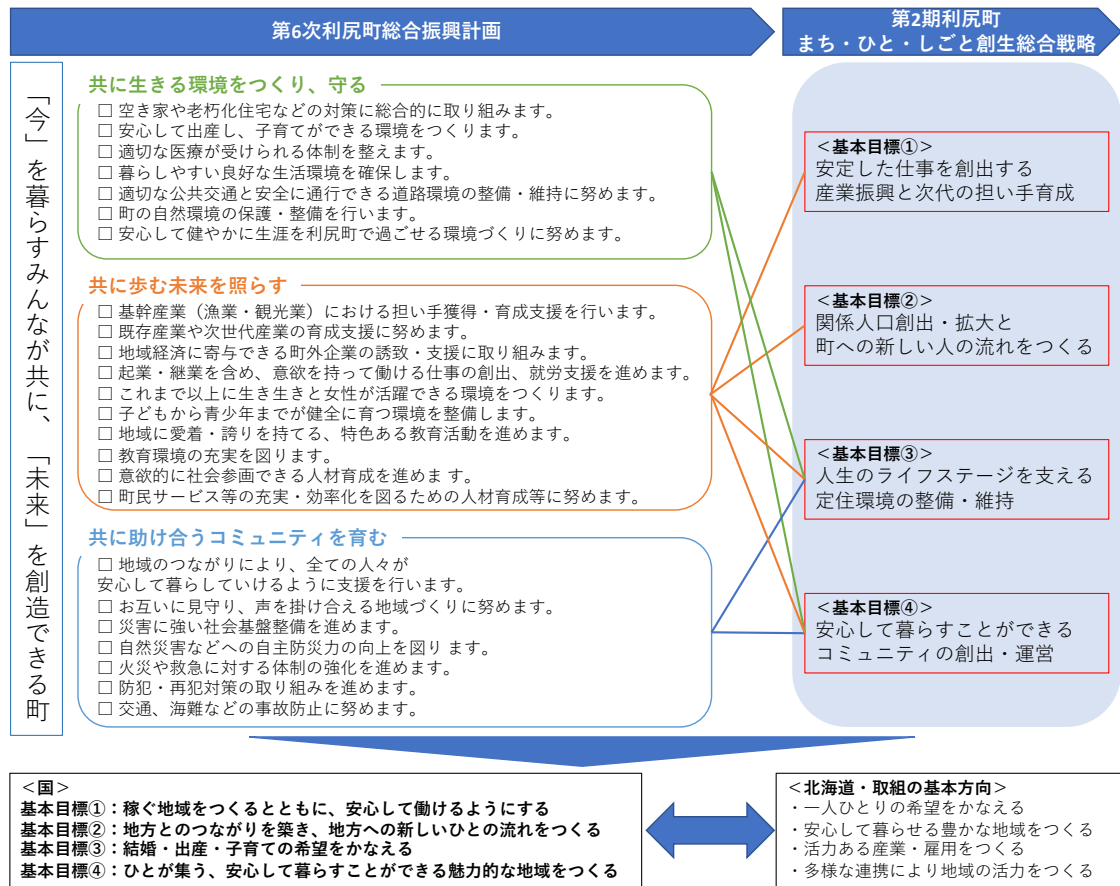 第6次利尻町総合振興計画
第2期利尻町
まち・ひと・しごと創生総合戦略
「今」を暮らすみんなが共に、「未来」を創造できる町
共に生きる環境をつくり、守る
□ 空き家や老朽化住宅などの対策に総合的に取り組みます。
□ 安心して出産し、子育てができる環境をつくります。
□ 適切な医療が受けられる体制を整えます。
□ 暮らしやすい良好な生活環境を確保します。
□ 適切な公共交通と安全に通行できる道路環境の整備・維持に努めます。
□ 町の自然環境の保護・整備を行います。
□ 安心して健やかに生涯を利尻町で過ごせる環境づくりに努めます。
共に歩む未来を照らす
□ 基幹産業（漁業・観光業）における担い手獲得・育成支援を行います。
□ 既存産業や次世代産業の育成支援に努めます。
□ 地域経済に寄与できる町外企業の誘致・支援に取り組みます。
□ 起業・継業を含め、意欲を持って働ける仕事の創出、就労支援を進めます。
□ これまで以上に生き生きと女性が活躍できる環境をつくります。
□ 子どもから青少年までが健全に育つ環境を整備します。
□ 地域に愛着・誇りを持てる、特色ある教育活動を進めます。
□ 教育環境の充実を図ります。
□ 意欲的に社会参画できる人材育成を進めます。
□ 町民サービス等の充実・効率化を図るための人材育成等に努めます。
共に助け合うコミュニティを育む
□ 地域のつながりにより、全ての人々が
安心して暮らしていけるように支援を行います。
□ お互いに見守り、声を掛け合える地域づくりに努めます。
□ 災害に強い社会基盤整備を進めます。
□ 自然災害などへの自主防災力の向上を図ります。
□ 火災や救急に対する体制の強化を進めます。
□ 防犯・再犯対策の取り組みを進めます。
□ 交通、海難などの事故防止に努めます。
＜基本目標①＞
安定した仕事を創出する
産業振興と次代の担い手育成
＜基本目標②＞
関係人口創出・拡大と
町への新しい人の流れをつくる
＜基本目標③＞
人生のライフステージを支える
定住環境の整備・維持
＜基本目標④＞
安心して暮らすことができる
コミュニティの創出・運営
＜国＞
基本目標①：稼ぐ地域をつくるとともに、安心して働けるようにする
基本目標②：地方とのつながりを築き、地方への新しいひとの流れをつくる
基本目標③：結婚・出産・子育ての希望をかなえる
基本目標④：ひとが集う、安心して暮らすことができる魅力的な地域をつくる
＜北海道・取組の基本方向＞
・一人ひとりの希望をかなえる
・安心して暮らせる豊かな地域をつくる
・活力ある産業・雇用をつくる
・多様な連携により地域の活力をつくる